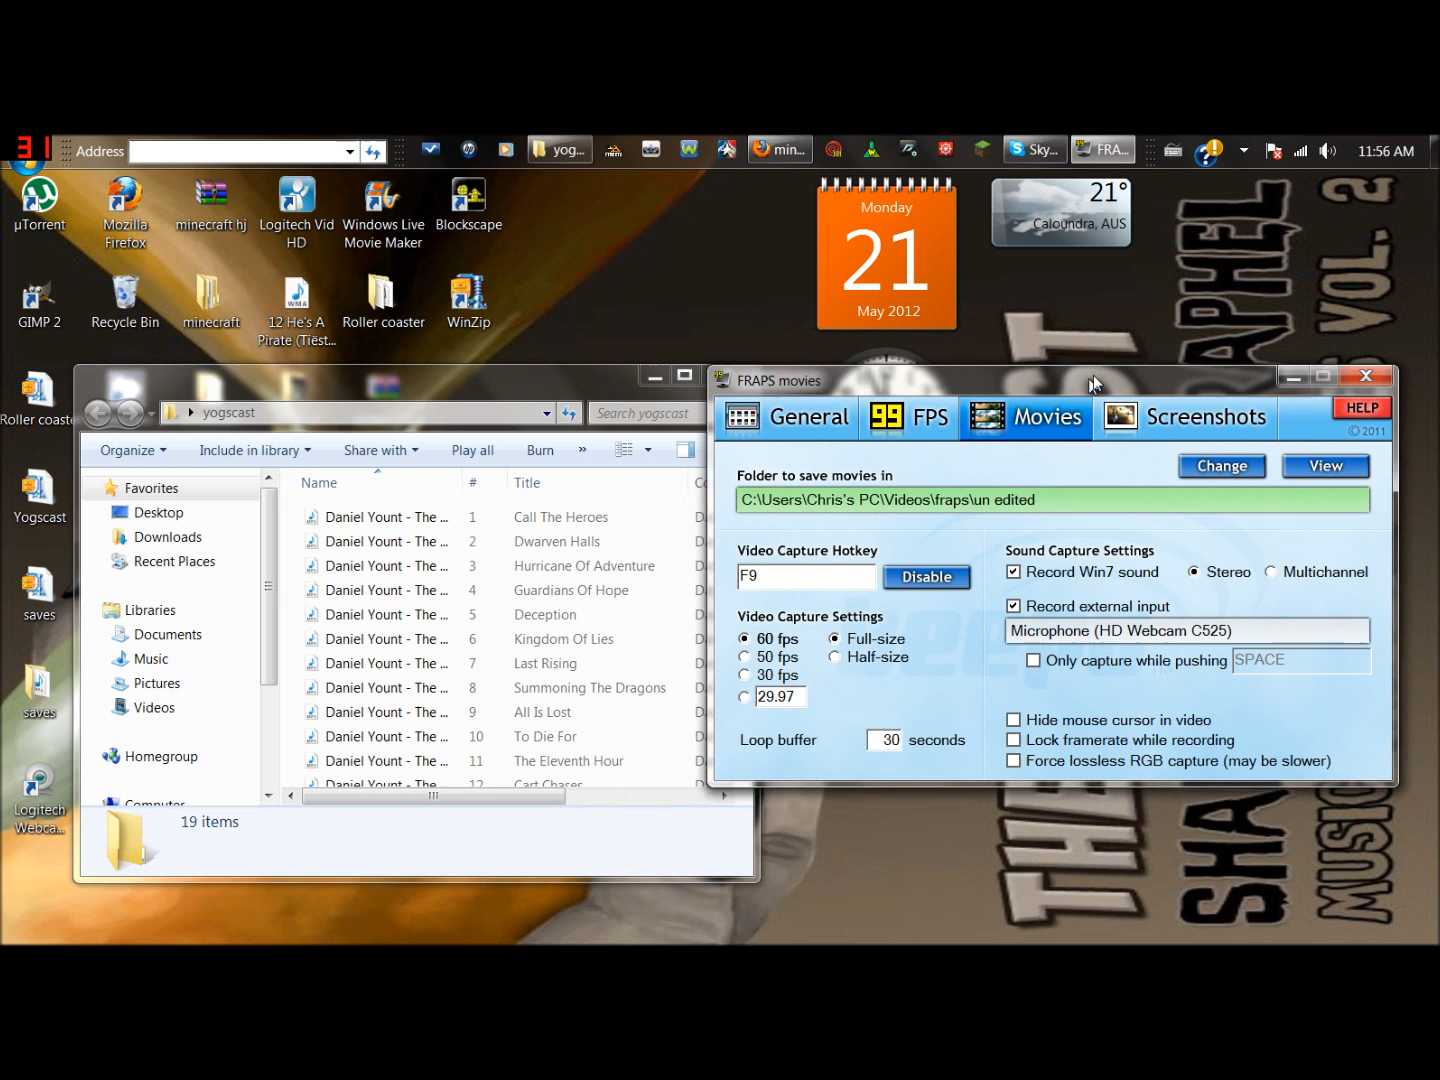 31
Address
yog...
min...
Sky...
FRA...
11:56 AM
µTorrent
Mozilla Firefox
minecraft hj
Logitech Vid HD
Windows Live Movie Maker
Blockscape
Monday
21
May 2012
21°
Caloundra, AUS
GIMP 2
Recycle Bin
minecraft
WMA
12 He's A Pirate (Tiëst...
Roller coaster
WinZip
Roller coaste
Yogscast
saves
saves
Logitech Webca...
yogscast
Search yogscast
Organize
Include in library
Share with
Play all
Burn
»
Favorites
Desktop
Downloads
Recent Places
Libraries
Documents
Music
Pictures
Videos
Homegroup
Computer
Name # Title
Daniel Yount - The ... 1 Call The Heroes
Daniel Yount - The ... 2 Dwarven Halls
Daniel Yount - The ... 3 Hurricane Of Adventure
Daniel Yount - The ... 4 Guardians Of Hope
Daniel Yount - The ... 5 Deception
Daniel Yount - The ... 6 Kingdom Of Lies
Daniel Yount - The ... 7 Last Rising
Daniel Yount - The ... 8 Summoning The Dragons
Daniel Yount - The ... 9 All Is Lost
Daniel Yount - The ... 10 To Die For
Daniel Yount - The ... 11 The Eleventh Hour
Daniel Yount - The ... 12 Cart Chases
19 items
FRAPS movies
General
99 FPS
Movies
Screenshots
HELP
© 2011
Folder to save movies in
Change
View
C:\Users\Chris's PC\Videos\fraps\un edited
Video Capture Hotkey
F9
Disable
Video Capture Settings
60 fps
50 fps
30 fps
29.97
Full-size
Half-size
Loop buffer 30 seconds
Sound Capture Settings
Record Win7 sound
Stereo
Multichannel
Record external input
Microphone (HD Webcam C525)
Only capture while pushing SPACE
Hide mouse cursor in video
Lock framerate while recording
Force lossless RGB capture (may be slower)
VOL. 2